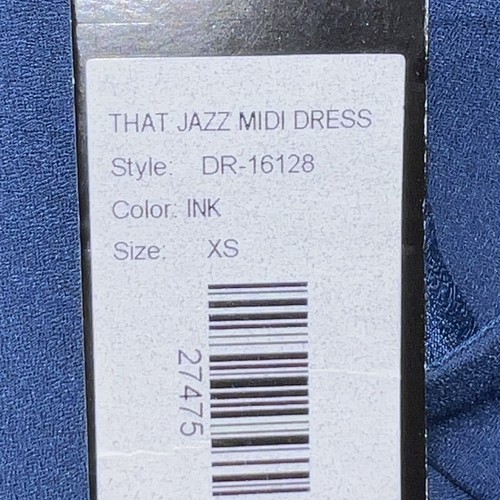 THAT JAZZ MIDI DRESS
Style: DR-16128
Color: INK
Size: XS
27475